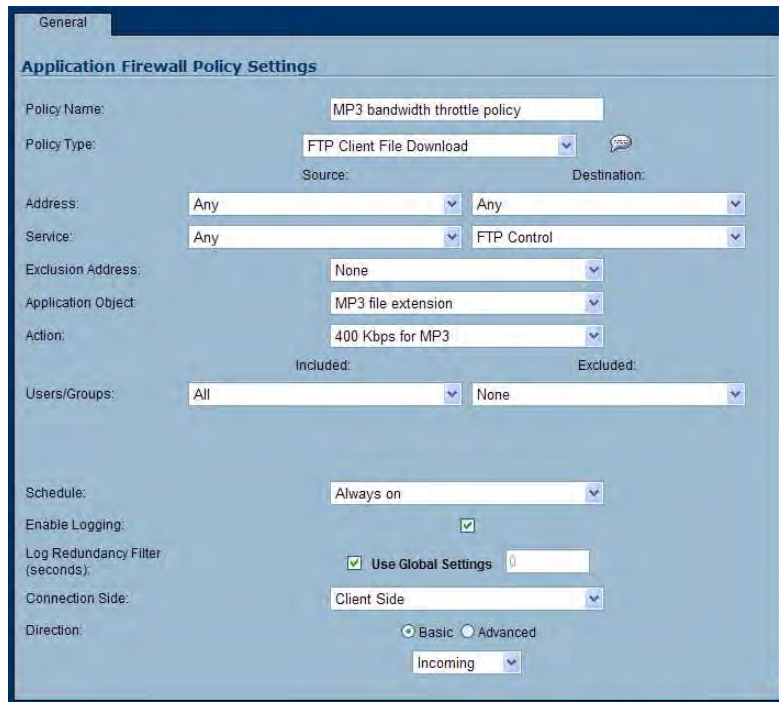 General
Application Firewall Policy Settings
Policy Name: MP3 bandwidth throttle policy
Policy Type: FTP Client File Download
Source: Destination:
Address: Any Any
Service: Any FTP Control
Exclusion Address: None
Application Object: MP3 file extension
Action: 400 Kbps for MP3
Included: Excluded:
Users/Groups: All None
Schedule: Always on
Enable Logging:
Log Redundancy Filter
(seconds): Use Global Settings 0
Connection Side: Client Side
Direction: Basic Advanced
Incoming